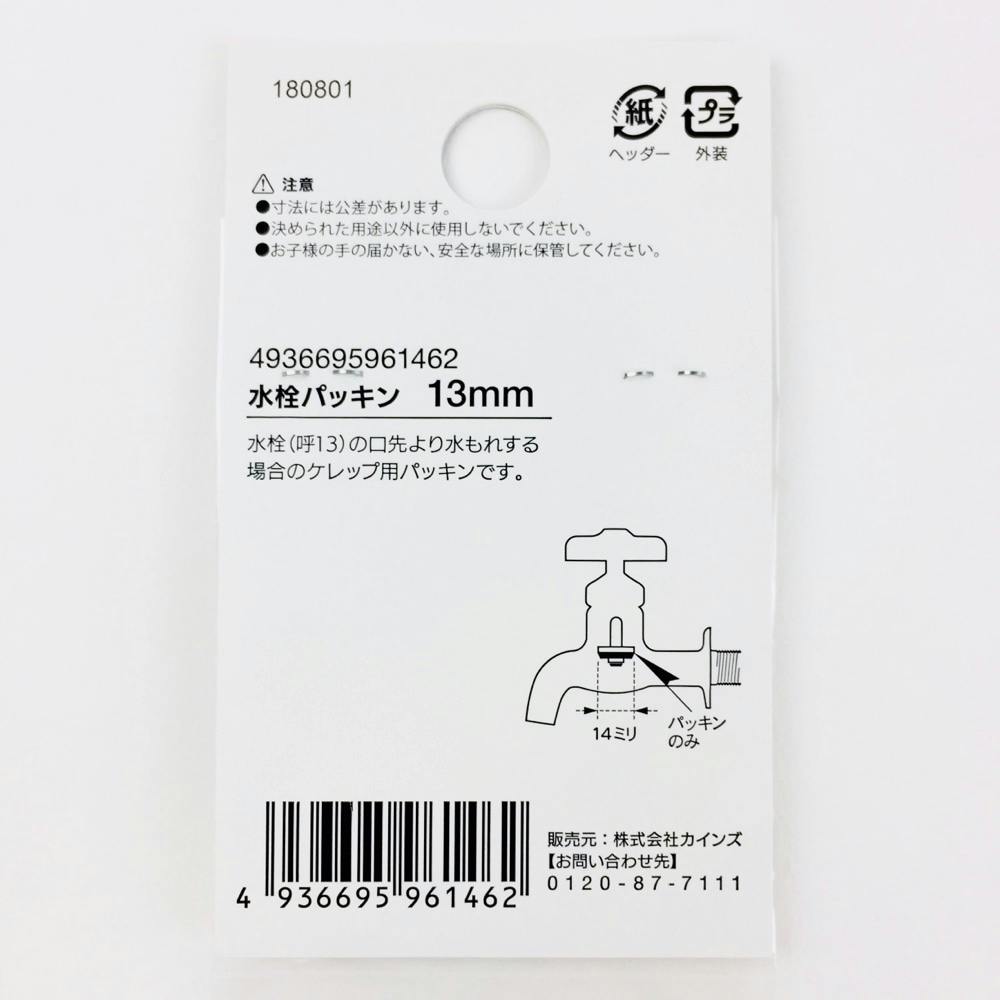 180801
紙
プラ
ヘッダー
外装
注意
●寸法には公差があります。
●決められた用途以外に使用しないでください。
●お子様の手の届かない、安全な場所に保管してください。
4936695961462
水栓パッキン 13mm
水栓(呼13)の口先より水もれする
場合のケレップ用パッキンです。
14ミリ
パッキン
のみ
販売元:株式会社カインズ
【お問い合わせ先】
0120-87-7111
4 936695 961462